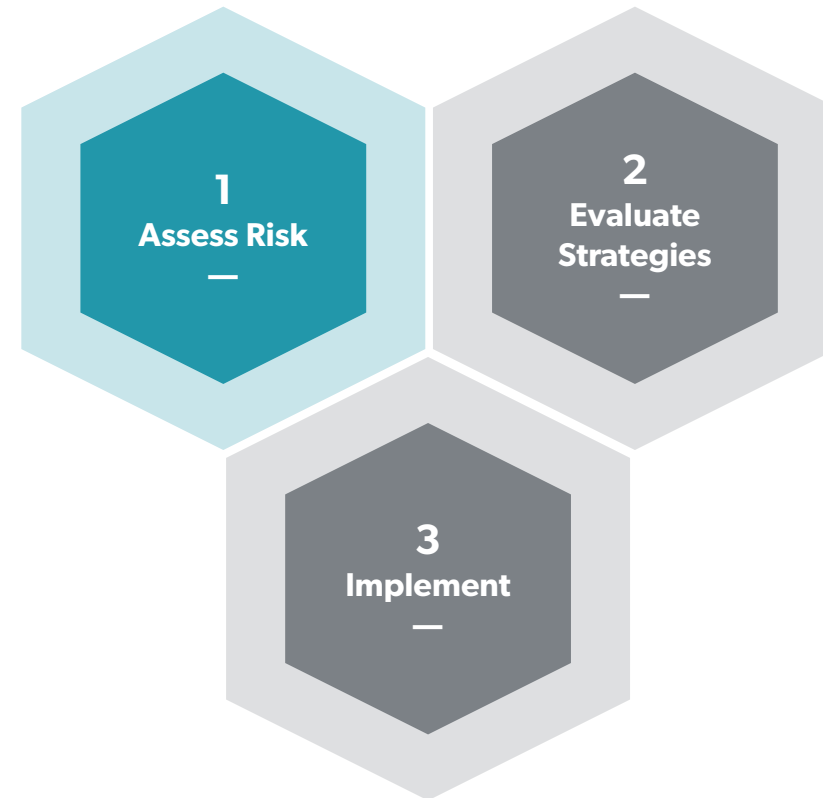 1
Assess Risk
—
2
Evaluate
Strategies
—
3
Implement
—